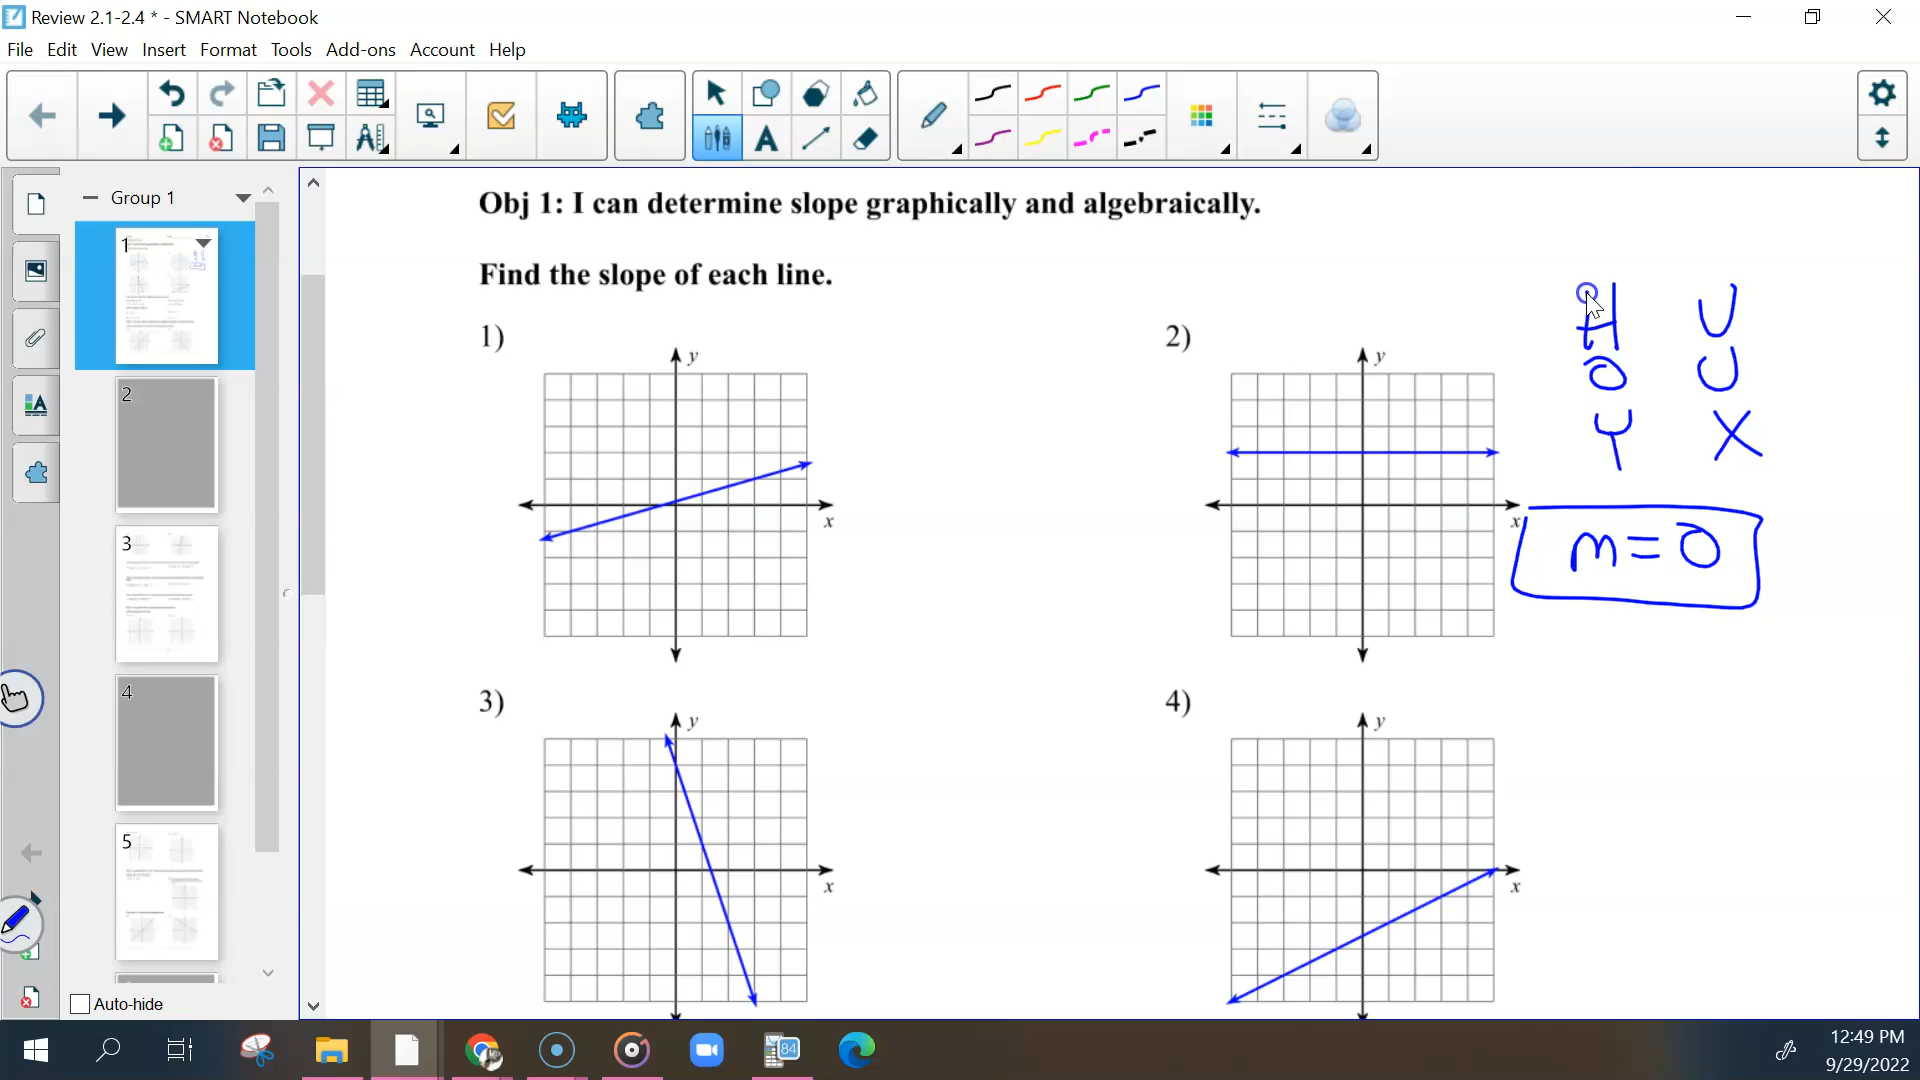 Review 2.1-2.4 * - SMART Notebook
File Edit View Insert Format Tools Add-ons Account Help
Group 1
1
2
3
4
5
Auto-hide
Obj 1: I can determine slope graphically and algebraically.
Find the slope of each line.
1)
y
x
2)
y
x
H U
O U
Y X
m=0
3)
y
x
4)
y
x
84
12:49 PM
9/29/2022